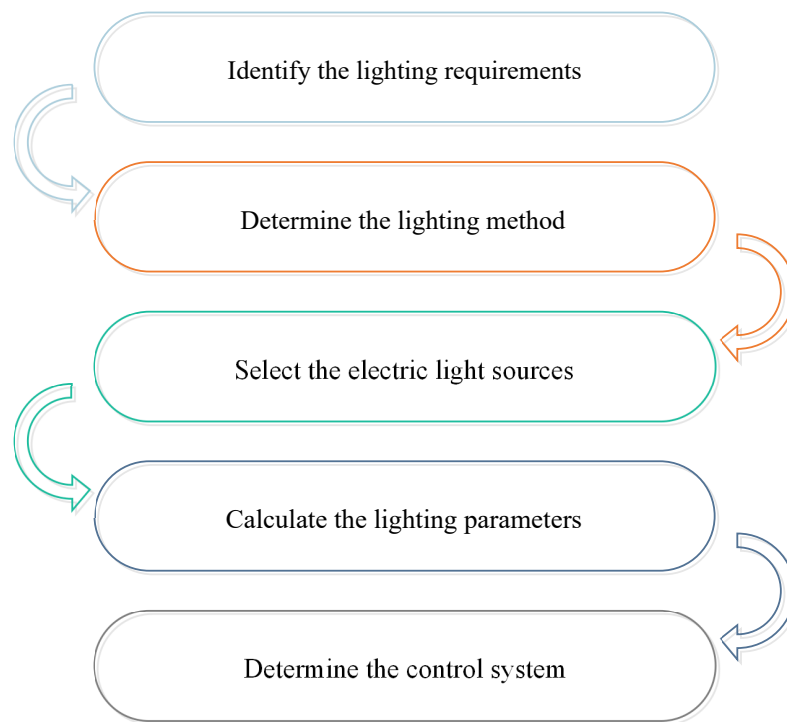 Identify the lighting requirements
Determine the lighting method
Select the electric light sources
Calculate the lighting parameters
Determine the control system